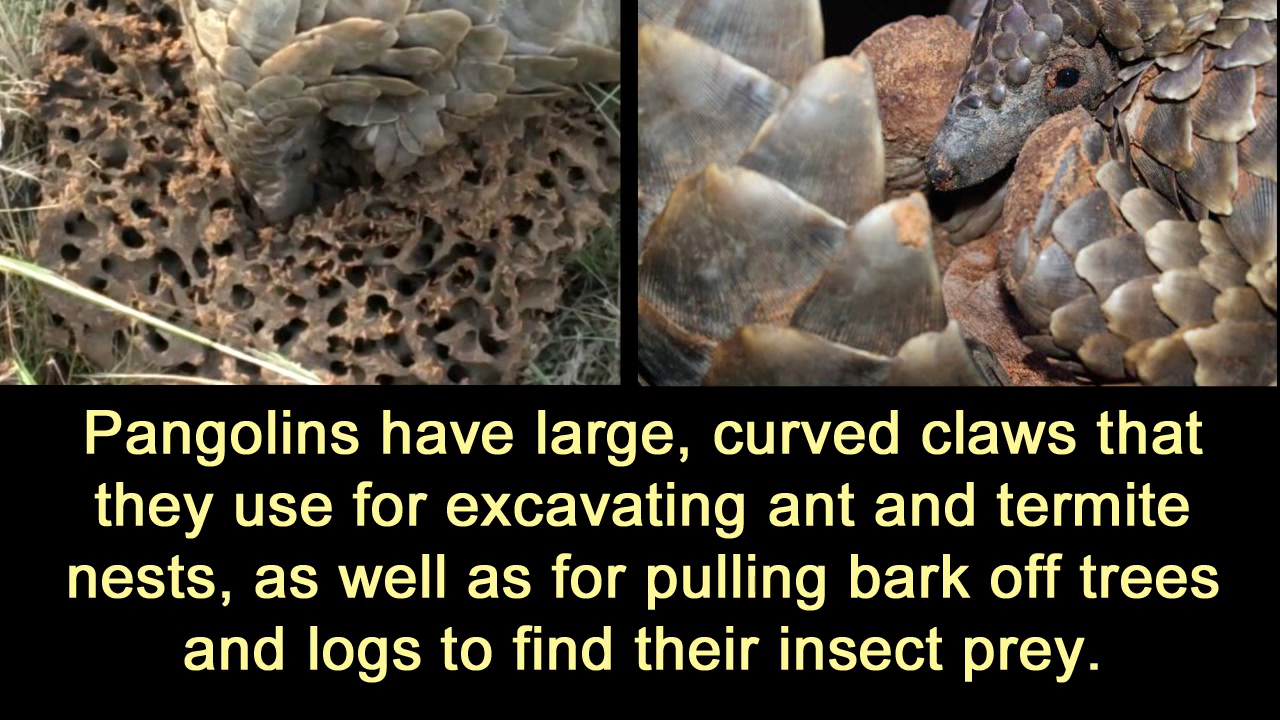 Pangolins have large, curved claws that
they use for excavating ant and termite
nests, as well as for pulling bark off trees
and logs to find their insect prey.